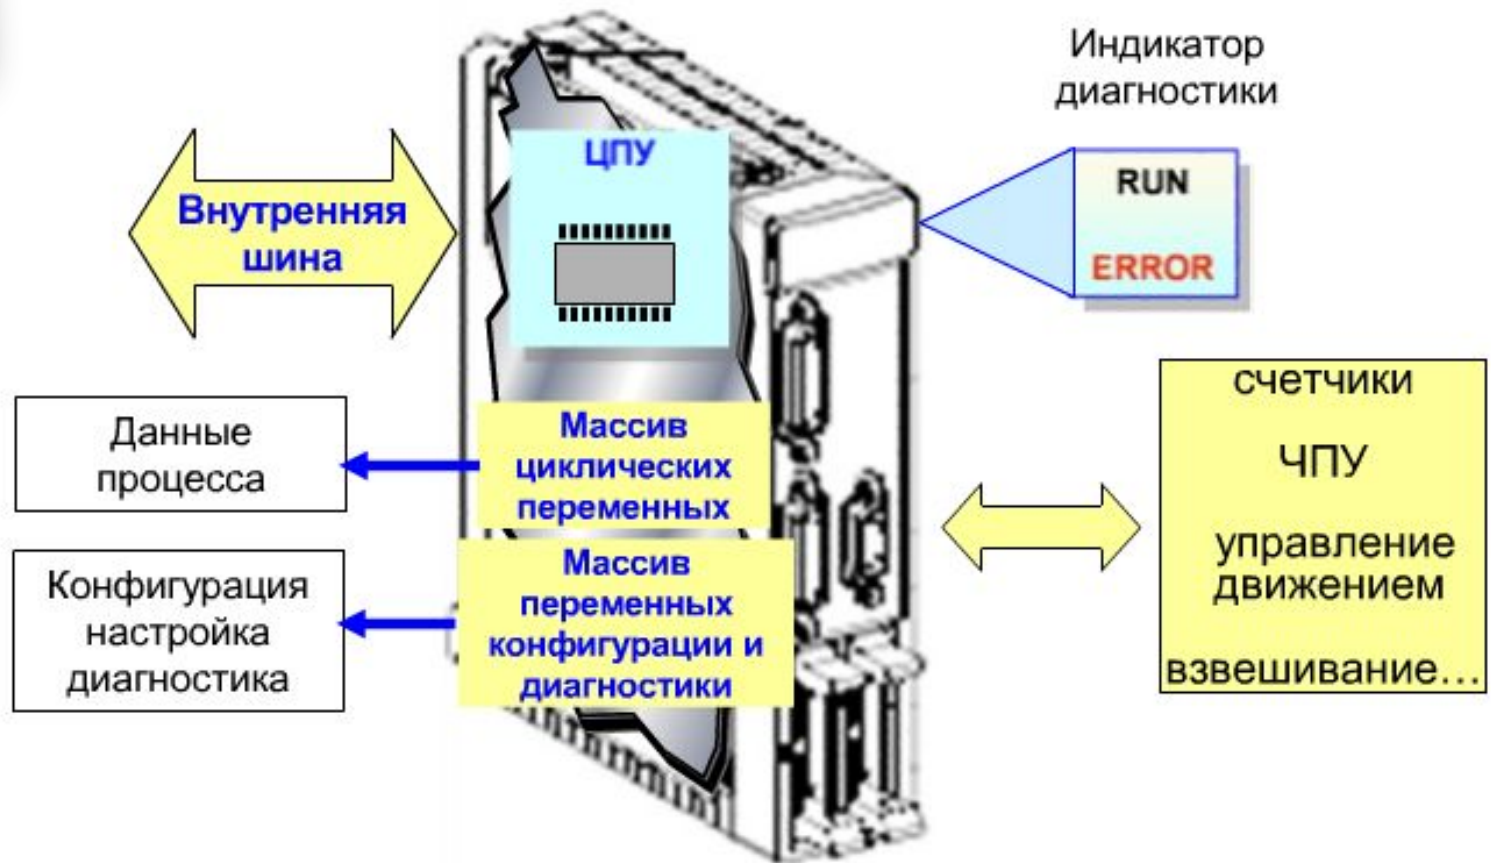 Индикатор
диагностики
ЦПУ
RUN
ERROR
Внутренняя
шина
счетчики
ЧПУ
управление
движением
взвешивание…
Данные
процесса
Массив
циклических
переменных
Конфигурация
настройка
диагностика
Массив
переменных
конфигурации и
диагностики